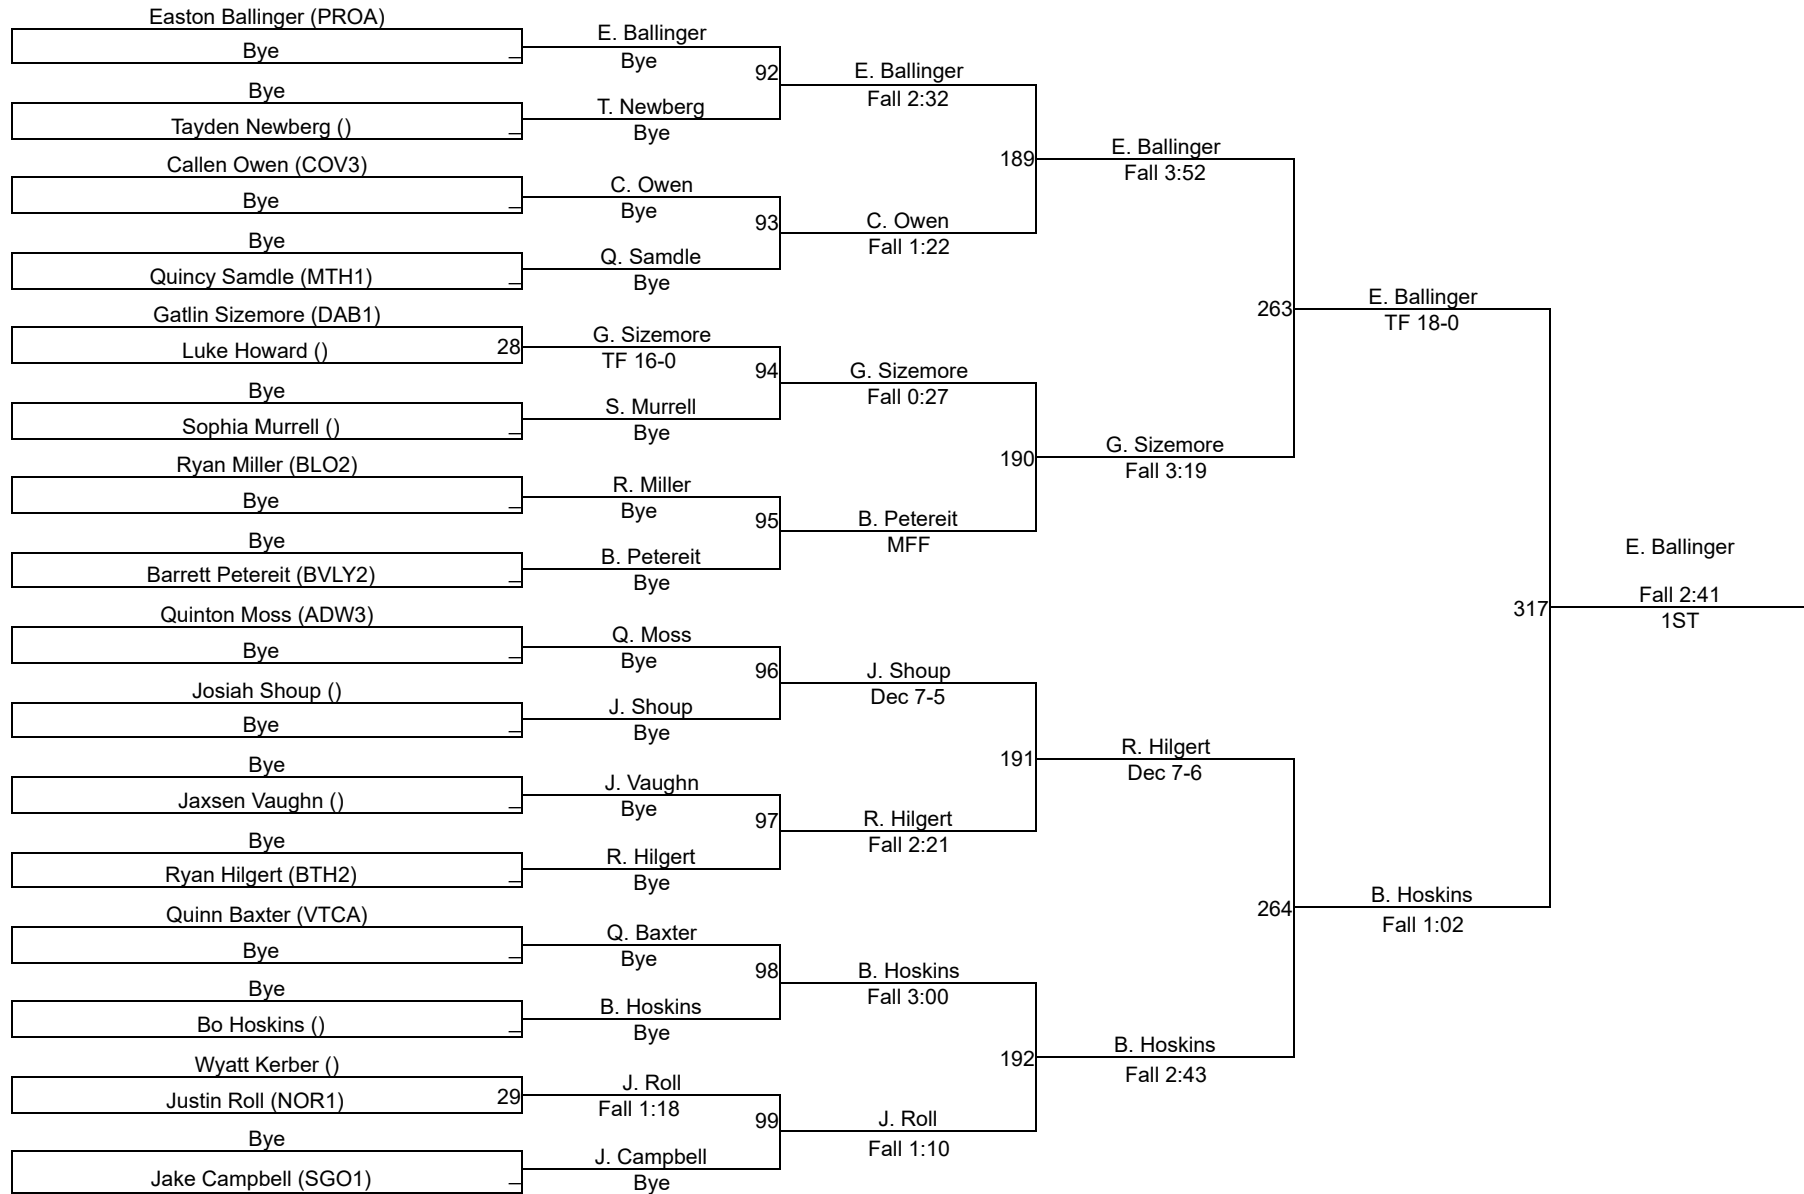 Easton Ballinger (PROA)
Bye
Bye
Tayden Newberg ()
Callen Owen (COV3)
Bye
Bye
Quincy Samdle (MTH1)
Gatlin Sizemore (DAB1)
Luke Howard () 28
Bye
Sophia Murrell ()
Ryan Miller (BLO2)
Bye
Bye
Barrett Petereit (BVLY2)
Quinton Moss (ADW3)
Bye
Josiah Shoup ()
Bye
Bye
Jaxsen Vaughn ()
Bye
Ryan Hilgert (BTH2)
Quinn Baxter (VTCA)
Bye
Bye
Bo Hoskins ()
Wyatt Kerber ()
Justin Roll (NOR1) 29
Bye
Jake Campbell (SGO1)
E. Ballinger
Bye
92
T. Newberg
Bye
C. Owen
Bye
93
Q. Samdle
Bye
G. Sizemore
TF 16-0
94
S. Murrell
Bye
R. Miller
Bye
95
B. Petereit
Bye
Q. Moss
Bye
96
J. Shoup
Bye
J. Vaughn
Bye
97
R. Hilgert
Bye
Q. Baxter
Bye
98
B. Hoskins
Bye
J. Roll
Fall 1:18
99
J. Campbell
Bye
E. Ballinger
Fall 2:32
189
C. Owen
Fall 1:22
G. Sizemore
Fall 0:27
190
B. Petereit
MFF
J. Shoup
Dec 7-5
191
R. Hilgert
Fall 2:21
B. Hoskins
Fall 3:00
192
J. Roll
Fall 1:10
E. Ballinger
Fall 3:52
263
G. Sizemore
Fall 3:19
R. Hilgert
Dec 7-6
264
B. Hoskins
Fall 2:43
E. Ballinger
TF 18-0
317
B. Hoskins
Fall 1:02
E. Ballinger
Fall 2:41
1ST